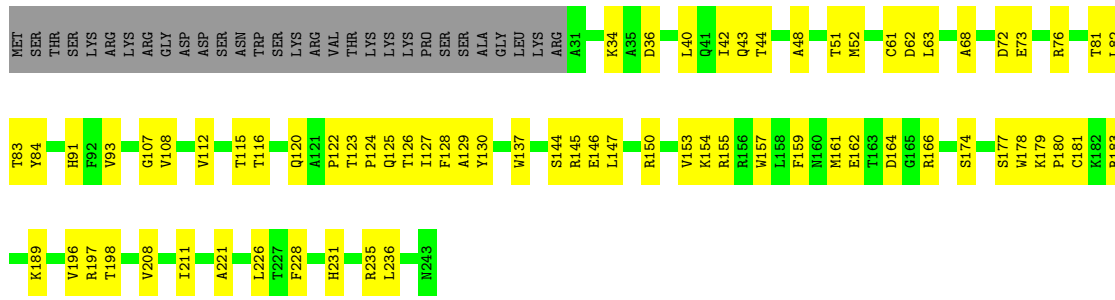 MET SER THR SER LYS ARG LYS ARG GLY ASP ASP SER ASN TRP SER LYS ARG VAL THR LYS LYS LYS PRO SER SER ALA GLY LEU LYS ARG A31 K34 A35 D36 L40 Q41 I42 Q43 T44 A48 T51 M52 C61 D62 L63 A68 D72 E73 R76 T81 L82
T83 Y84 H91 F92 V93 G107 V108 V112 T115 T116 Q120 A121 P122 T123 P124 Q125 T126 I127 F128 A129 Y130 W137 S144 R145 E146 L147 R150 V153 K154 R155 R156 W157 L158 F159 N160 M161 E162 T163 D164 G165 R166 S174 S177 W178 K179 P180 C181 K182
K189 V196 R197 T198 V208 I211 A221 L226 T227 F228 H231 R235 L236 N243